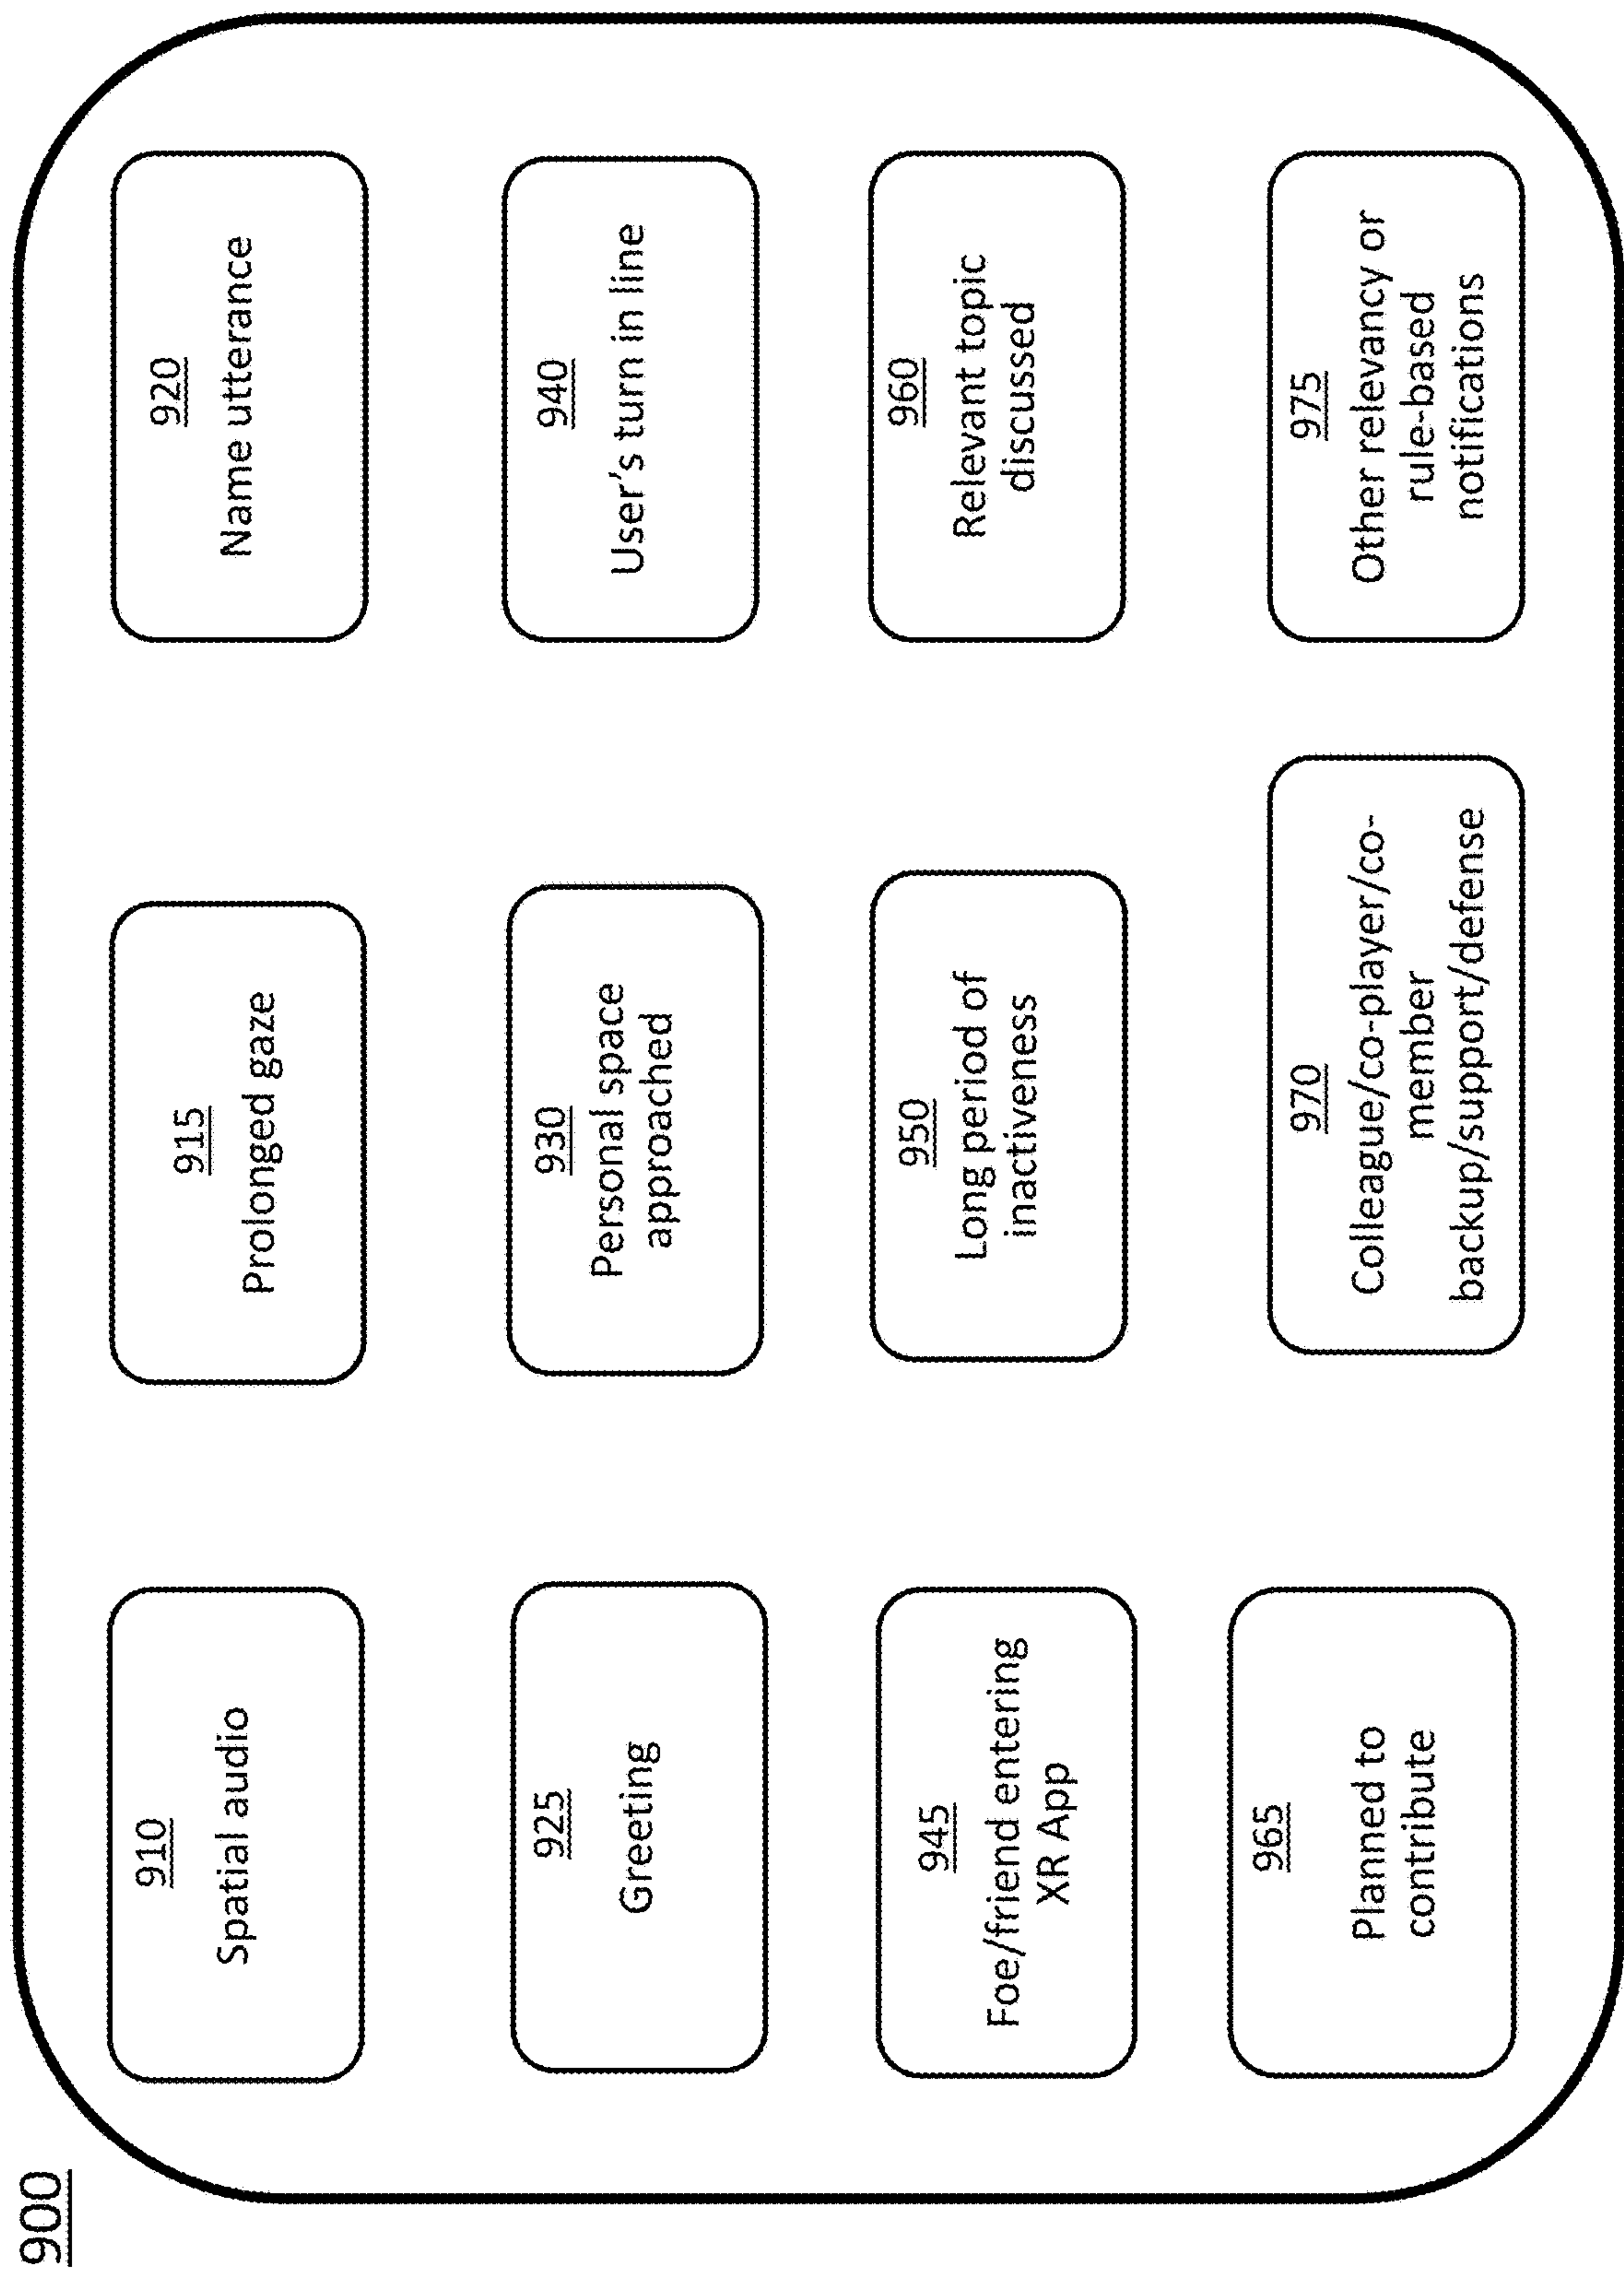 900
910
Spatial audio
915
Prolonged gaze
920
Name utterance
925
Greeting
930
Personal space
approached
940
User's turn in line
945
Foe/friend entering
XR App
950
Long period of
inactiveness
960
Relevant topic
discussed
965
Planned to
contribute
970
Colleague/co-player/co-
member
backup/support/defense
975
Other relevancy or
rule-based
notifications